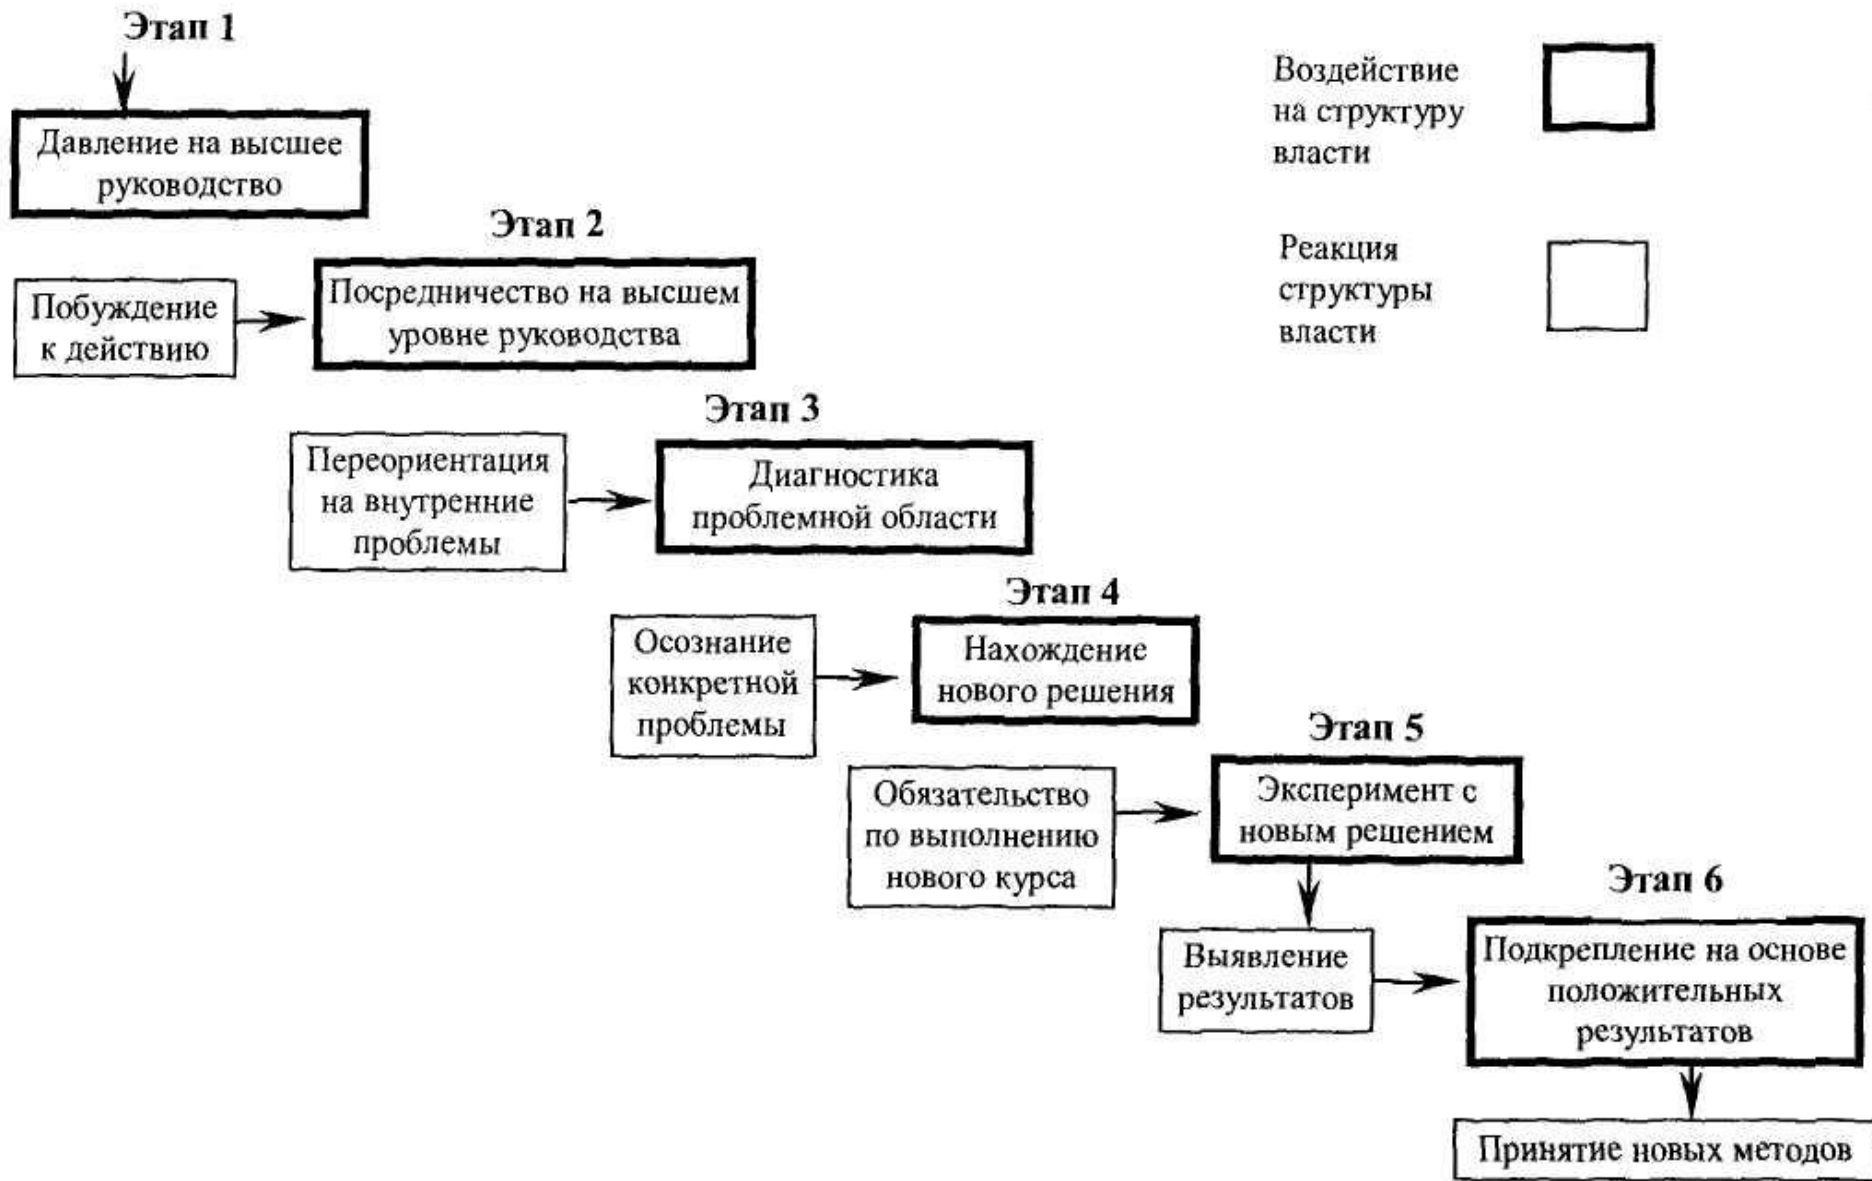 Этап 1
Давление на высшее
руководство
Воздействие
на структуру
власти
Этап 2
Побуждение
к действию
Посредничество на высшем
уровне руководства
Реакция
структуры
власти
Этап 3
Переориентация
на внутренние
проблемы
Диагностика
проблемной области
Этап 4
Осознание
конкретной
проблемы
Нахождение
нового решения
Этап 5
Обязательство
по выполнению
нового курса
Эксперимент с
новым решением
Этап 6
Выявление
результатов
Подкрепление на основе
положительных
результатов
Принятие новых методов